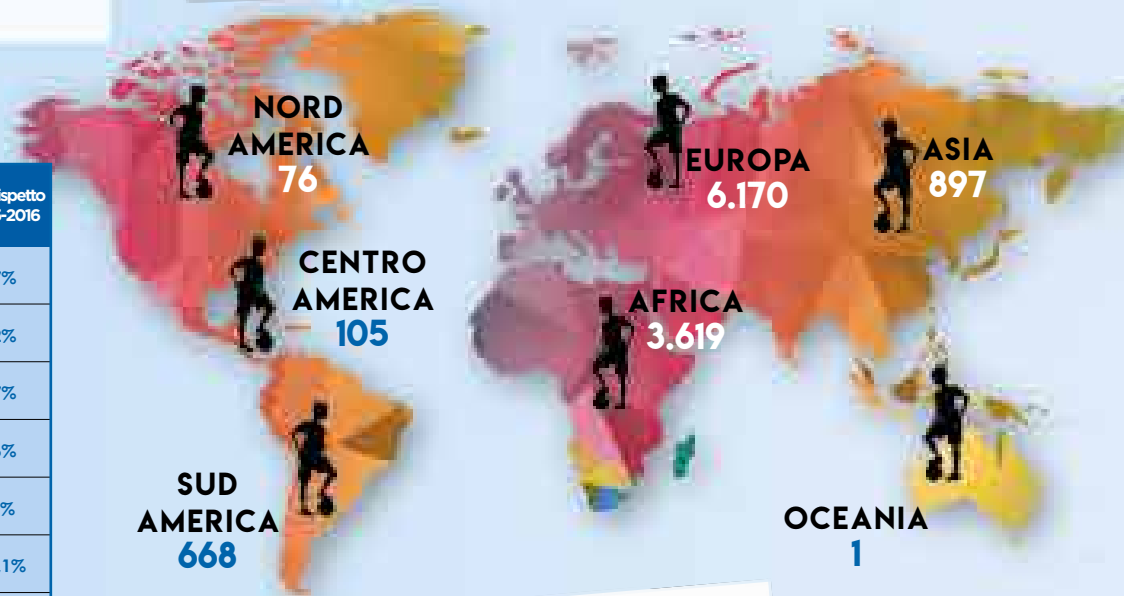 NORD
AMERICA
76
EUROPA
6.170
ASIA
897
CENTRO
AMERICA
105
AFRICA
3.619
SUD
AMERICA
668
OCEANIA
1